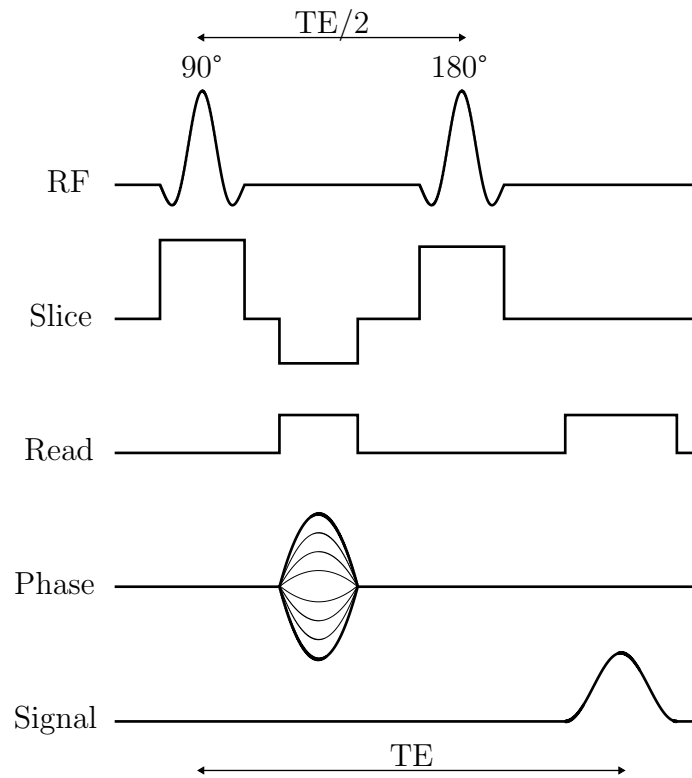 TE/2
90° 180°
RF
Slice
Read
Phase
Signal
TE